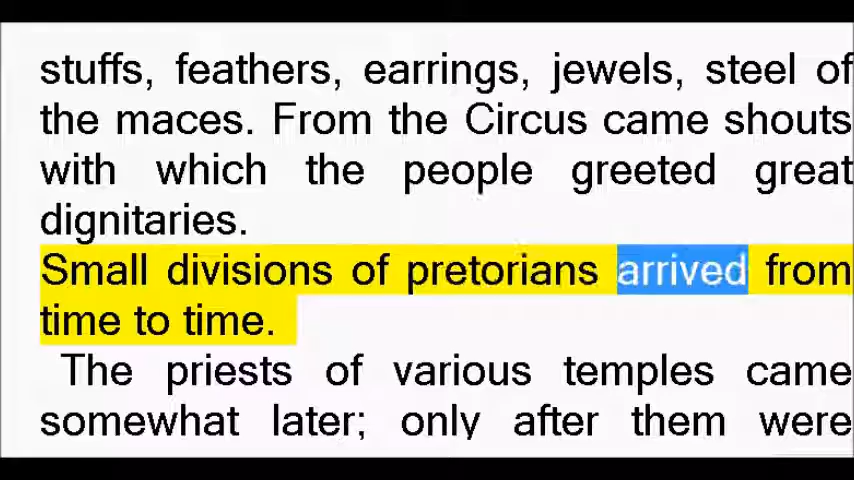 stuffs, feathers, earrings, jewels, steel of
the maces. From the Circus came shouts
with which the people greeted great
dignitaries.
Small divisions of pretorians arrived from
time to time.
The priests of various temples came
somewhat later; only after them were